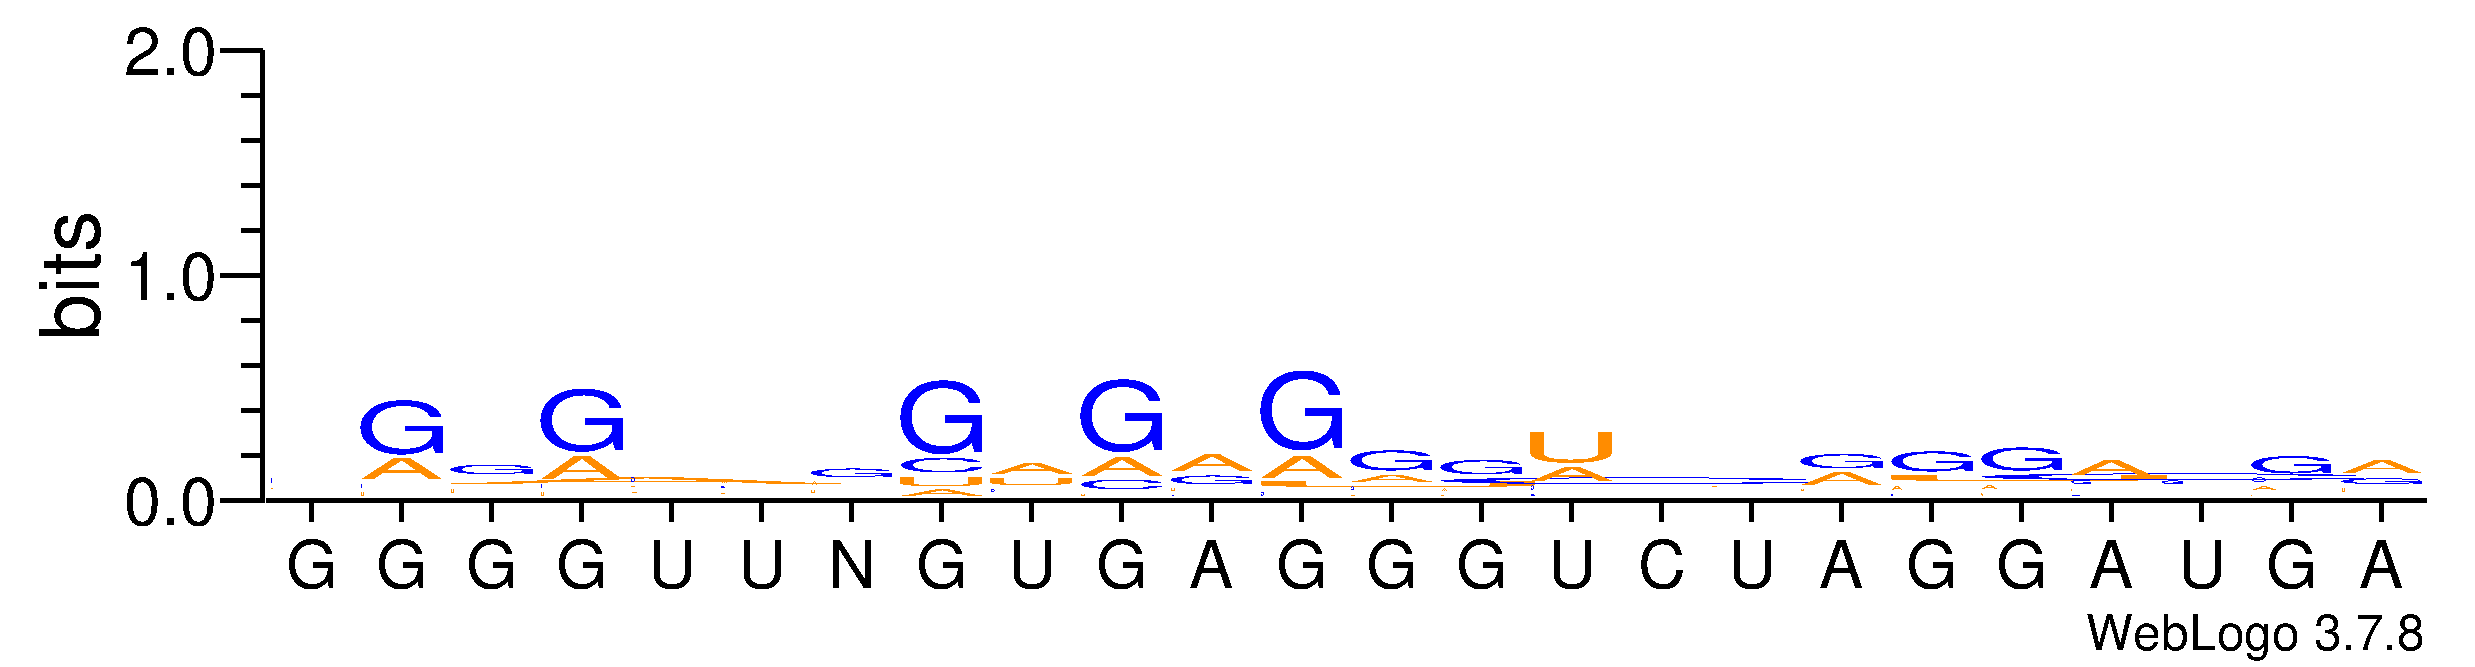 2.0
bits
1.0
0.0
G G G G U U N G U G A G G G U C U A G G A U G A
WebLogo 3.7.8